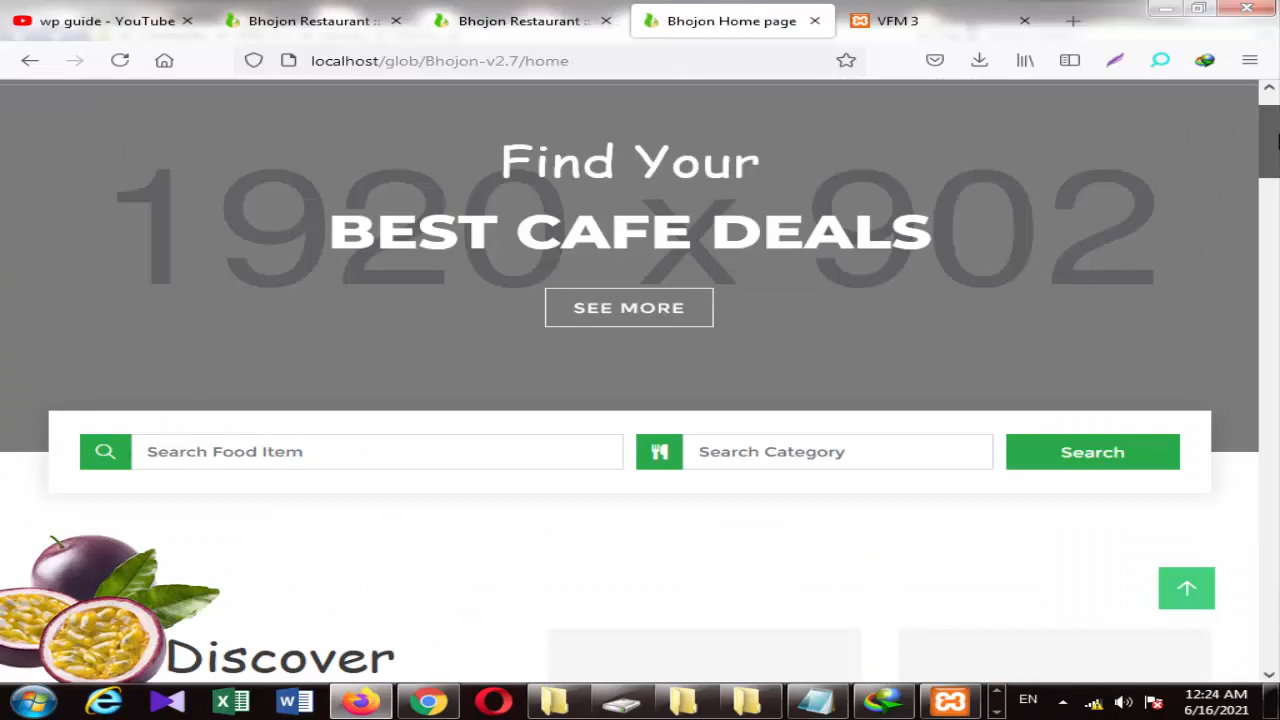 wp guide - YouTube
Bhojon Restaurant ::
Bhojon Restaurant ::
Bhojon Home page
VFM 3
localhost/glob/Bhojon-v2.7/home
1920 x 902
Find Your
BEST CAFE DEALS
SEE MORE
Search Food Item
Search Category
Search
Discover
EN
12:24 AM
6/16/2021